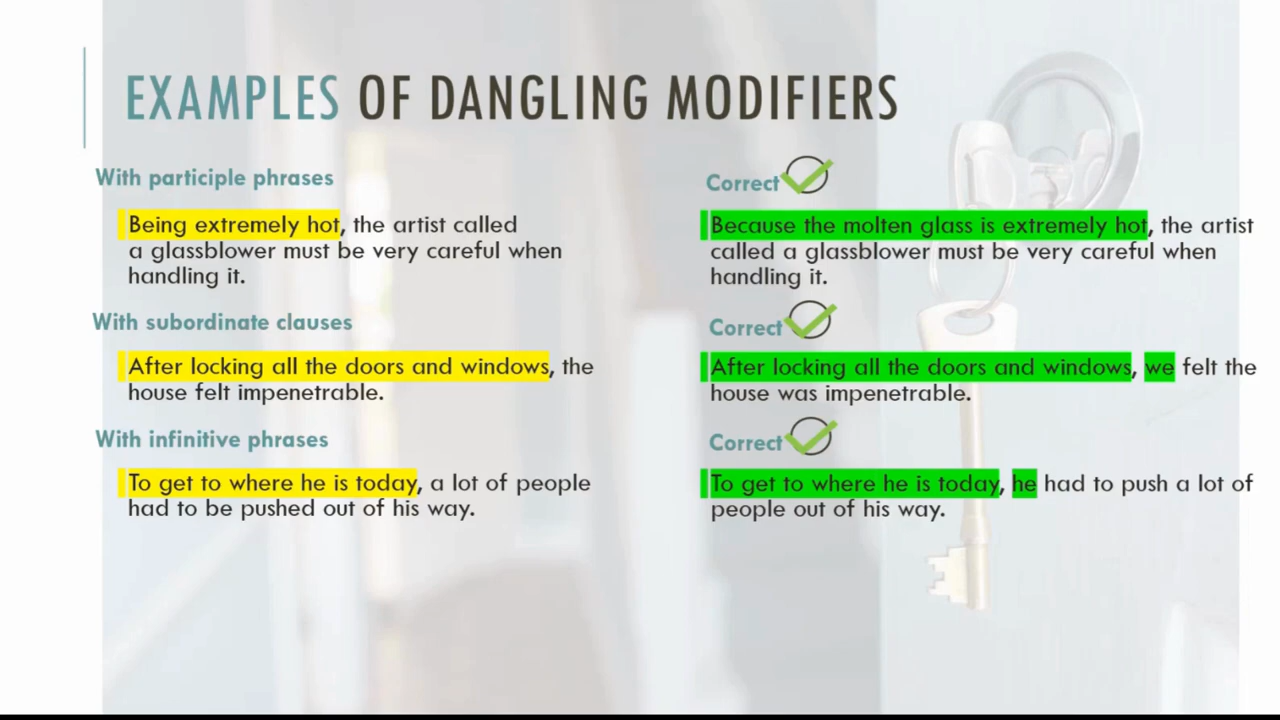 EXAMPLES OF DANGLING MODIFIERS
With participle phrases
Being extremely hot, the artist called
a glassblower must be very careful when
handling it.
With subordinate clauses
After locking all the doors and windows, the
house felt impenetrable.
With infinitive phrases
To get to where he is today, a lot of people
had to be pushed out of his way.
Correct
Because the molten glass is extremely hot, the artist
called a glassblower must be very careful when
handling it.
Correct
After locking all the doors and windows, we felt the
house was impenetrable.
Correct
To get to where he is today, he had to push a lot of
people out of his way.